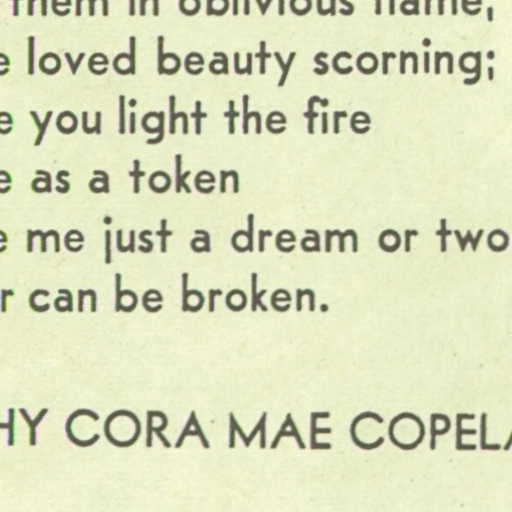 them in oblivious flame,
e loved beauty scorning;
e you light the fire
e as a token
e me just a dream or two
r can be broken.
HY CORA MAE COPELA